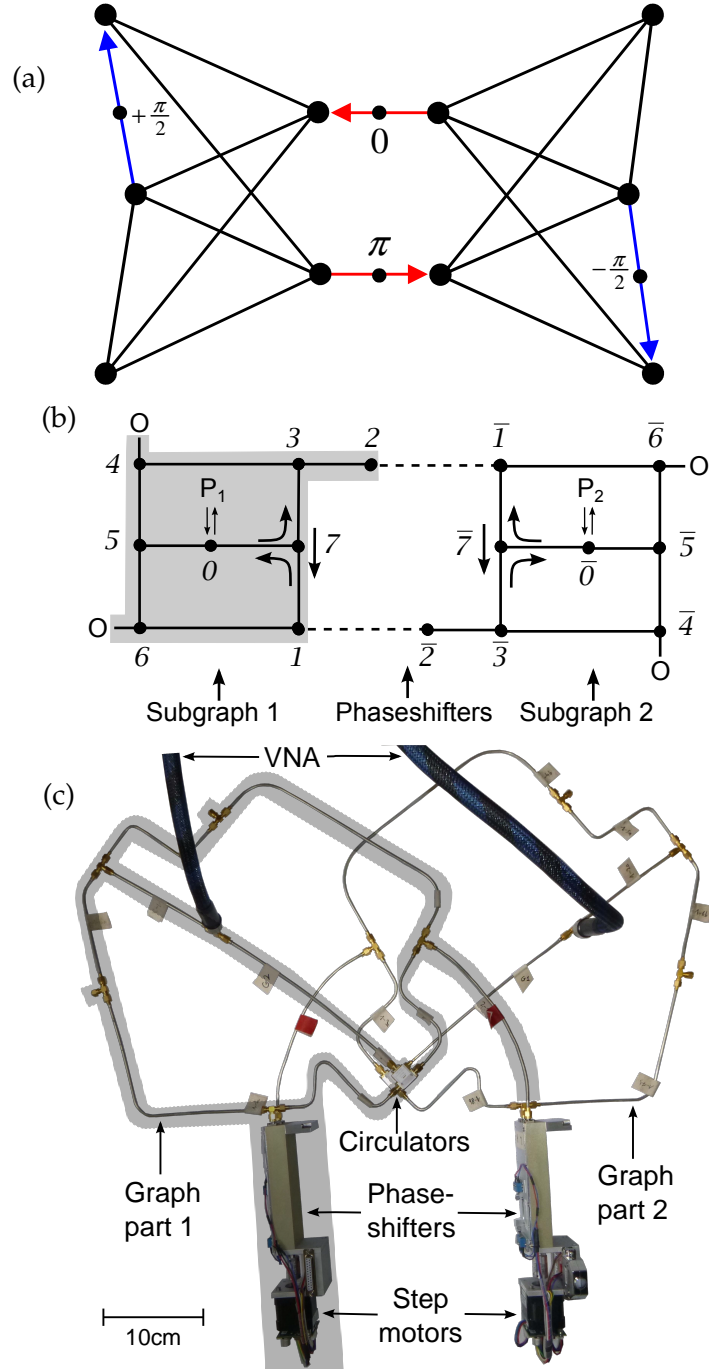 (a)
+π/2
0
π
−π/2
(b)
O 3 2 1̅ 6̅
4 O
P₁ P₂
5 7 7̅ 5̅
0 0̅
O 4̅
6 1 2̅ 3̅ O
Subgraph 1 Phaseshifters Subgraph 2
VNA
(c)
Circulators
Graph part 1
Graph part 2
Phase-shifters
Step motors
10cm